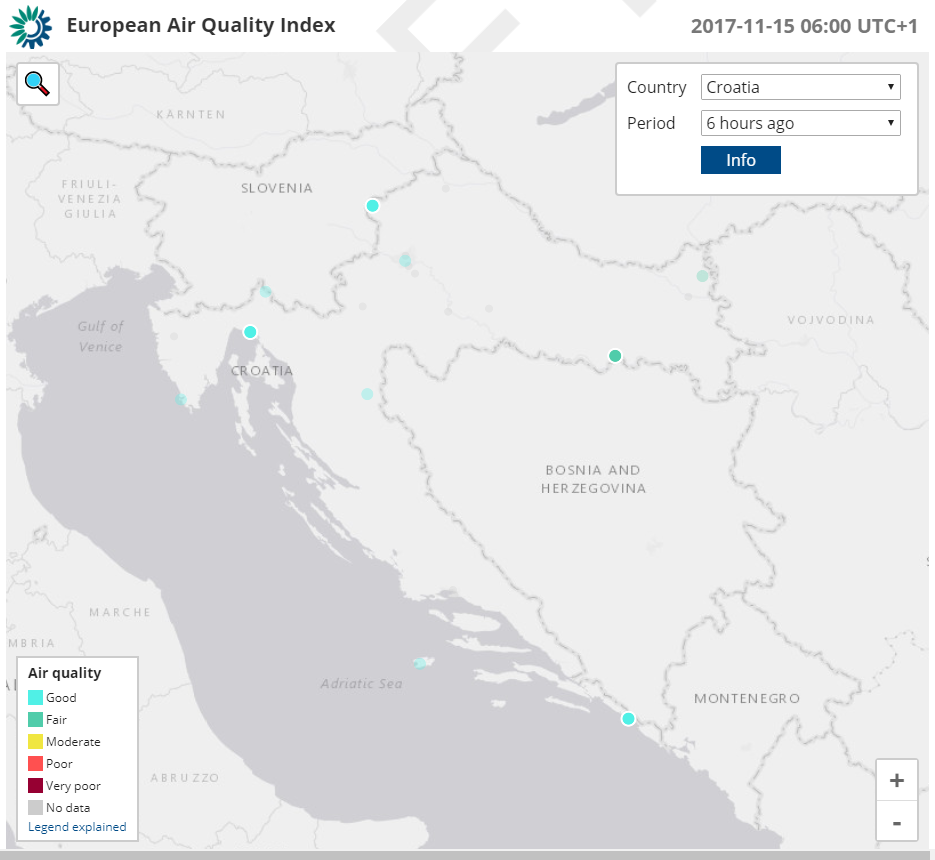 European Air Quality Index
2017-11-15 06:00 UTC+1
Country Croatia
Period 6 hours ago
Info
KÄRNTEN
FRIULI-
VENEZIA
GIULIA
SLOVENIA
Gulf of
Venice
CROATIA
VOJVODINA
BOSNIA AND
HERZEGOVINA
MARCHE
MBRIA
Adriatic Sea
MONTENEGRO
ABRUZZO
Air quality
Good
Fair
Moderate
Poor
Very poor
No data
Legend explained
+
-